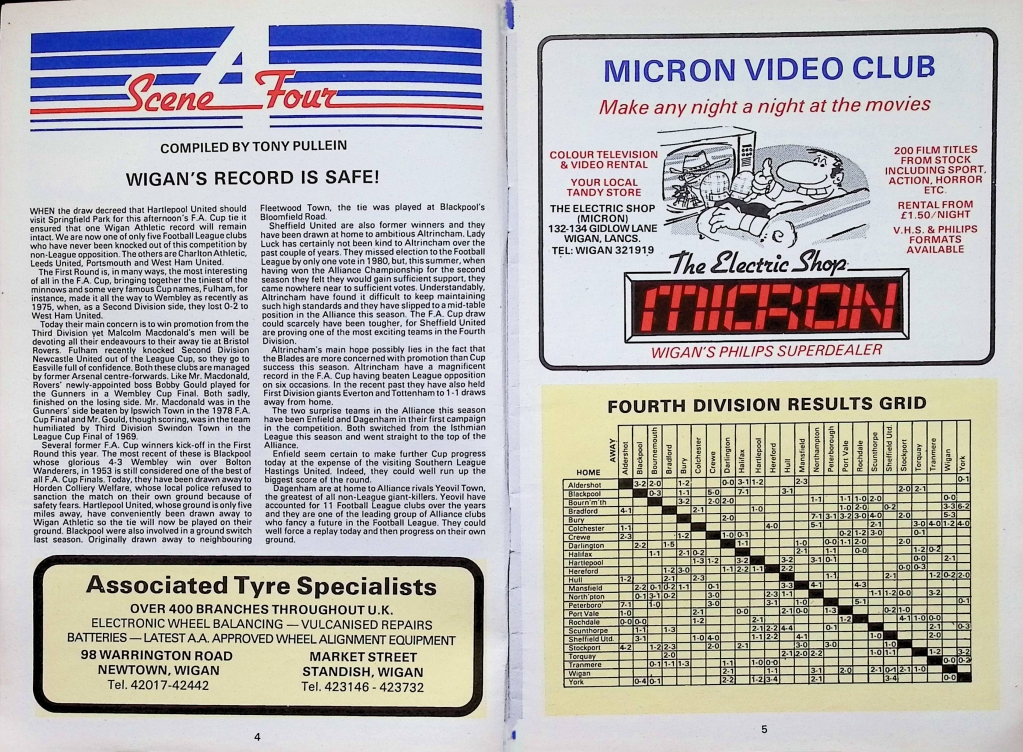 Scene 4 Four
COMPILED BY TONY PULLEIN
WIGAN'S RECORD IS SAFE!
WHEN the draw decreed that Hartlepool United should
visit Springfield Park for this afternoon's F.A. Cup tie it
ensured that one Wigan Athletic record will remain
intact. We are now one of only five Football League clubs
who have never been knocked out of this competition by
non-League opposition. The others are Charlton Athletic,
Leeds United, Portsmouth and West Ham United.
The First Round is, in many ways, the most interesting
of all in the F.A. Cup, bringing together the tiniest of the
minnows and some very famous Cup names, Fulham, for
instance, made it all the way to Wembley as recently as
1975, when, as a Second Division side, they lost 0-2 to
West Ham United.
Today their main concern is to win promotion from the
Third Division yet Malcolm Macdonald's men will be
devoting all their endeavours to their away tie at Bristol
Rovers. Fulham recently knocked Second Division
Newcastle United out of the League Cup, so they go to
Easville full of confidence. Both these clubs are managed
by former Arsenal centre-forwards. Like Mr. Macdonald,
Rovers' newly-appointed boss Bobby Gould played for
the Gunners in a Wembley Cup Final. Both sadly,
finished on the losing side. Mr. Macdonald was in the
Gunners' side beaten by Ipswich Town in the 1978 F.A.
Cup Final and Mr. Gould, though scoring, was in the team
humiliated by Third Division Swindon Town in the
League Cup Final of 1969.
Several former F.A. Cup winners kick-off in the First
Round this year. The most recent of these is Blackpool
whose glorious 4-3 Wembley win over Bolton
Wanderers, in 1953 is still considered one of the best of
all F.A. Cup Finals. Today, they have been drawn away to
Horden Colliery Welfare, whose local police refused to
sanction the match on their own ground because of
safety fears. Hartlepool United, whose ground is only five
miles away, have conveniently been drawn away to
Wigan Athletic so the tie will now be played on their
ground. Blackpool were also involved in a ground switch
last season. Originally drawn away to neighbouring
Fleetwood Town, the tie was played at Blackpool's
Bloomfield Road.
Sheffield United are also former winners and they
have been drawn at home to ambitious Altrincham. Lady
Luck has certainly not been kind to Altrincham over the
past couple of years. They missed election to the Football
League by only one vote in 1980, but, this summer, when
having won the Alliance Championship for the second
season they felt they would gain sufficient support, they
came nowhere near to sufficient votes. Understandably,
Altrincham have found it difficult to keep maintaining
such high standards and they have slipped to a mid-table
position in the Alliance this season. The F.A. Cup draw
could scarcely have been tougher, for Sheffield United
are proving one of the most exciting teams in the Fourth
Division.
Altrincham's main hope possibly lies in the fact that
the Blades are more concerned with promotion than Cup
success this season. Altrincham have a magnificent
record in the F.A. Cup having beaten League opposition
on six occasions. In the recent past they have also held
First Division giants Everton and Tottenham to 1-1 draws
away from home.
The two surprise teams in the Alliance this season
have been Enfield and Dagenham in their first campaign
in the competition. Both switched from the Isthmian
League this season and went straight to the top of the
Alliance.
Enfield seem certain to make further Cup progress
today at the expense of the visiting Southern League
Hastings United. Indeed, they could well run up the
biggest score of the round.
Dagenham are at home to Alliance rivals Yeovil Town,
the greatest of all non-League giant-killers. Yeovil have
accounted for 11 Football League clubs over the years
and they are one of the leading group of Alliance clubs
who fancy a future in the Football League. They could
well force a replay today and then progress on their own
ground.
Associated Tyre Specialists
OVER 400 BRANCHES THROUGHOUT U.K.
ELECTRONIC WHEEL BALANCING — VULCANISED REPAIRS
BATTERIES — LATEST A.A. APPROVED WHEEL ALIGNMENT EQUIPMENT
98 WARRINGTON ROAD
NEWTOWN, WIGAN
Tel. 42017-42442
MARKET STREET
STANDISH, WIGAN
Tel. 423146 - 423732
4
MICRON VIDEO CLUB
Make any night a night at the movies
COLOUR TELEVISION
& VIDEO RENTAL
YOUR LOCAL
TANDY STORE
THE ELECTRIC SHOP
(MICRON)
132-134 GIDLOW LANE
WIGAN, LANCS.
TEL: WIGAN 321919
200 FILM TITLES
FROM STOCK
INCLUDING SPORT,
ACTION, HORROR
ETC.
RENTAL FROM
£1.50/NIGHT
V.H.S. & PHILIPS
FORMATS
AVAILABLE
The Electric Shop
MICRON
WIGAN'S PHILIPS SUPERDEALER
FOURTH DIVISION RESULTS GRID
HOME
AWAY
Aldershot
Blackpool
Bournemouth
Bradford
Bury
Colchester
Crewe
Darlington
Halifax
Hartlepool
Hereford
Hull
Mansfield
Northampton
Peterborough
Port Vale
Rochdale
Scunthorpe
Sheffield Utd.
Stockport
Torquay
Tranmere
Wigan
York
Aldershot
Blackpool
Bourn'm'th
Bradford
Bury
Colchester
Crewe
Darlington
Halifax
Hartlepool
Hereford
Hull
Mansfield
North'pton
Peterboro'
Port Vale
Rochdale
Scunthorpe
Sheffield Utd.
Stockport
Torquay
Tranmere
Wigan
York
5